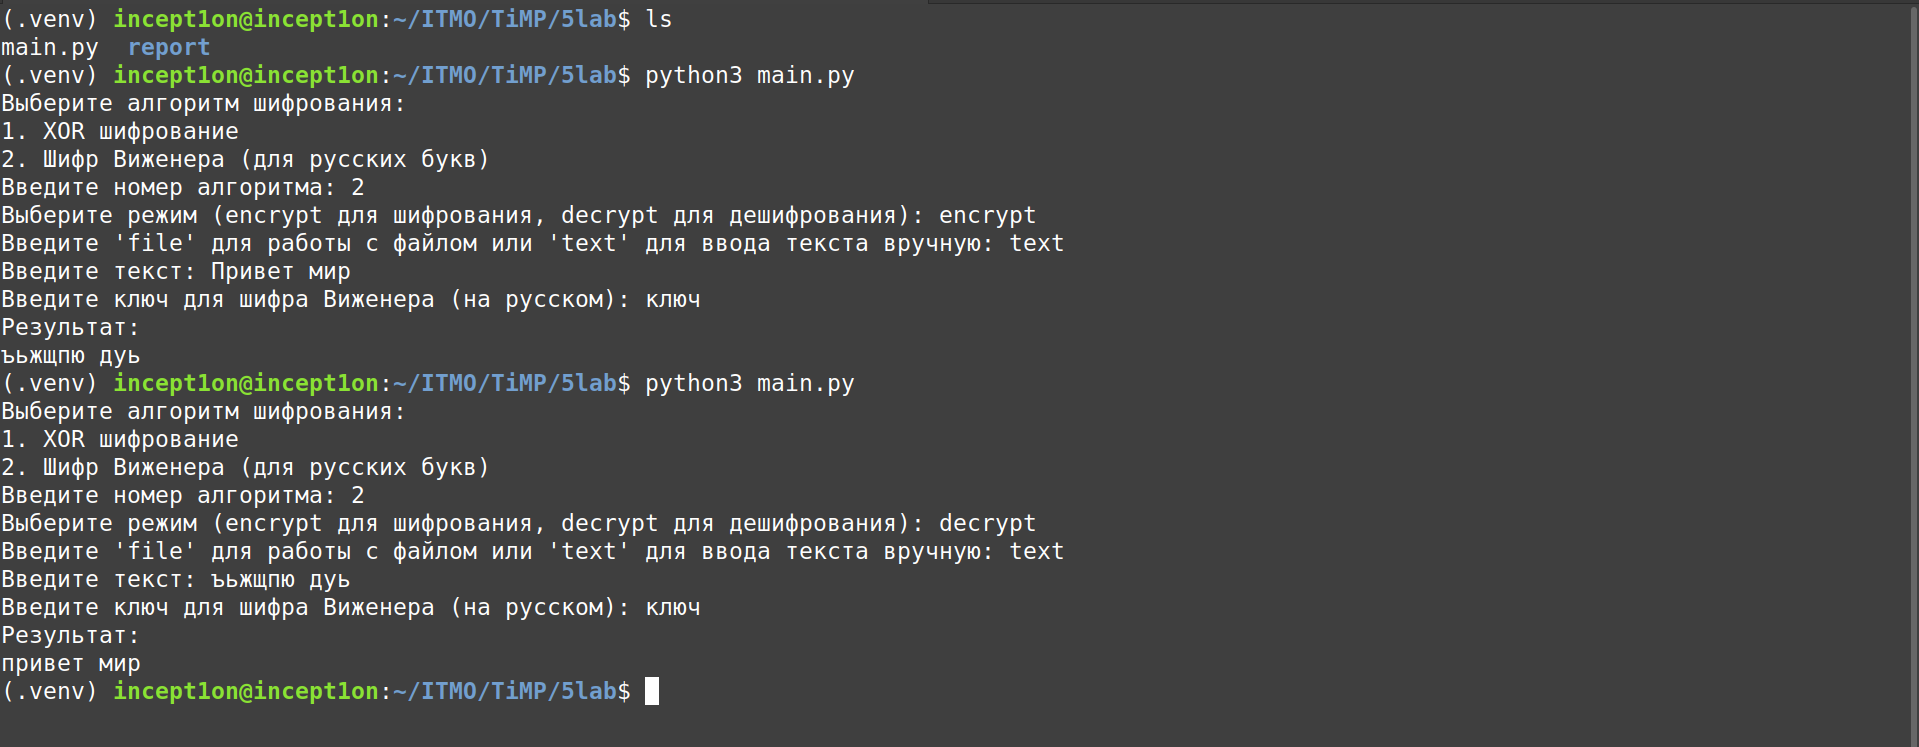 (.venv) incept1on@incept1on:~/ITMO/TiMP/5lab$ ls
main.py  report
(.venv) incept1on@incept1on:~/ITMO/TiMP/5lab$ python3 main.py
Выберите алгоритм шифрования:
1. XOR шифрование
2. Шифр Виженера (для русских букв)
Введите номер алгоритма: 2
Выберите режим (encrypt для шифрования, decrypt для дешифрования): encrypt
Введите 'file' для работы с файлом или 'text' для ввода текста вручную: text
Введите текст: Привет мир
Введите ключ для шифра Виженера (на русском): ключ
Результат:
ъьжщпю дуь
(.venv) incept1on@incept1on:~/ITMO/TiMP/5lab$ python3 main.py
Выберите алгоритм шифрования:
1. XOR шифрование
2. Шифр Виженера (для русских букв)
Введите номер алгоритма: 2
Выберите режим (encrypt для шифрования, decrypt для дешифрования): decrypt
Введите 'file' для работы с файлом или 'text' для ввода текста вручную: text
Введите текст: ъьжщпю дуь
Введите ключ для шифра Виженера (на русском): ключ
Результат:
привет мир
(.venv) incept1on@incept1on:~/ITMO/TiMP/5lab$